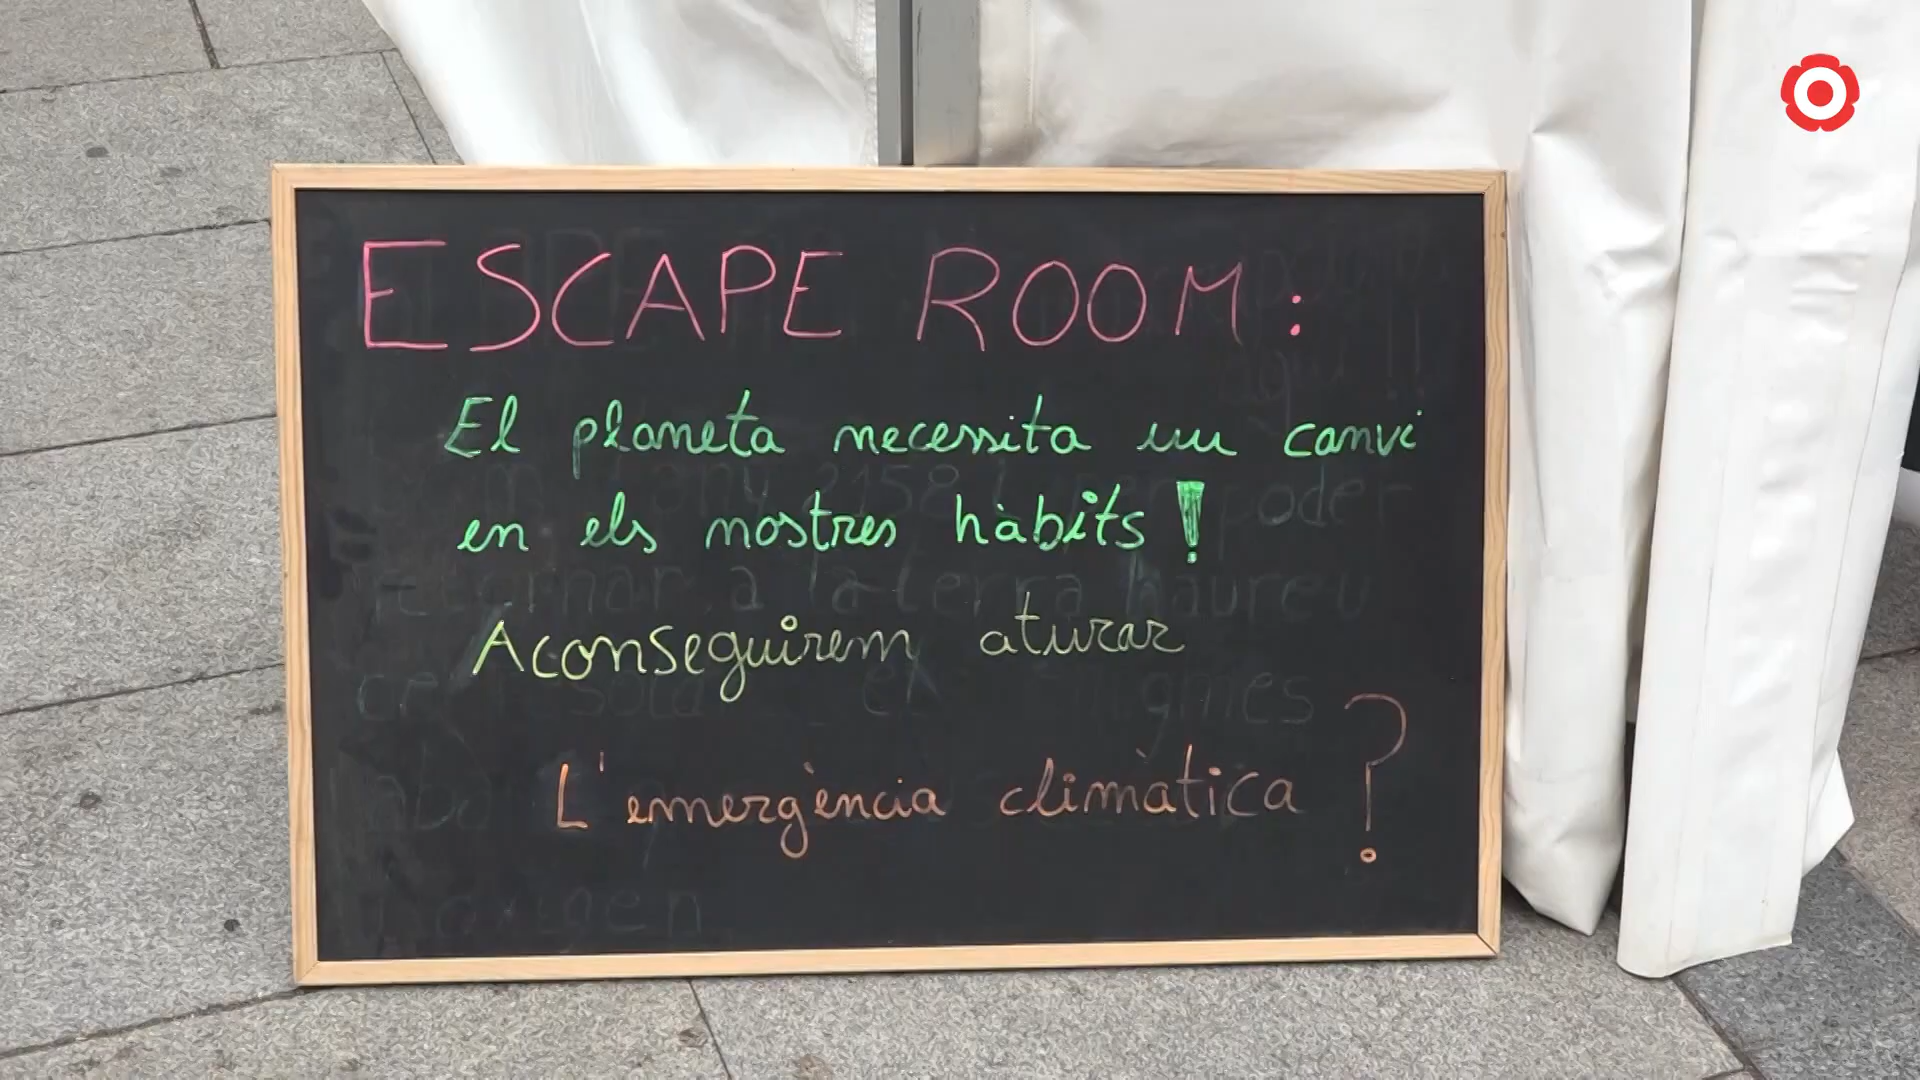 ESCAPE ROOM:
El planeta necessita un canvi
en els nostres hàbits!
Aconseguirem aturar
L'emergència climàtica?